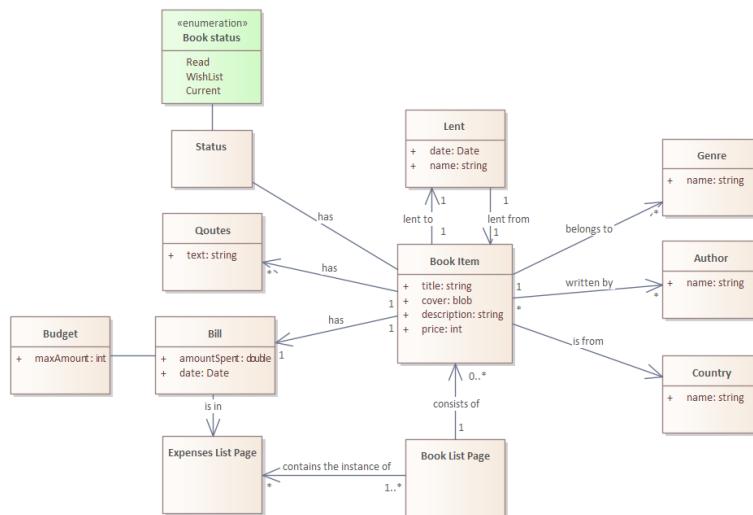 «enumeration»
Book status
Read
WishList
Current
Status
Lent
+ date: Date
+ name: string
Genre
+ name: string
has
lent to
1
1
1
lent from
1
belongs to
*
Qoutes
+ text: string
has
*
Book Item
+ title: string
+ cover: blob
+ description: string
+ price: int
1
1
1
*
written by
*
Author
+ name: string
Budget
+ maxAmount: int
Bill
+ amountSpent: double
+ date: Date
has
1
is from
Country
+ name: string
0..*
consists of
1
is in
Expenses List Page
*
contains the instance of
1..*
Book List Page